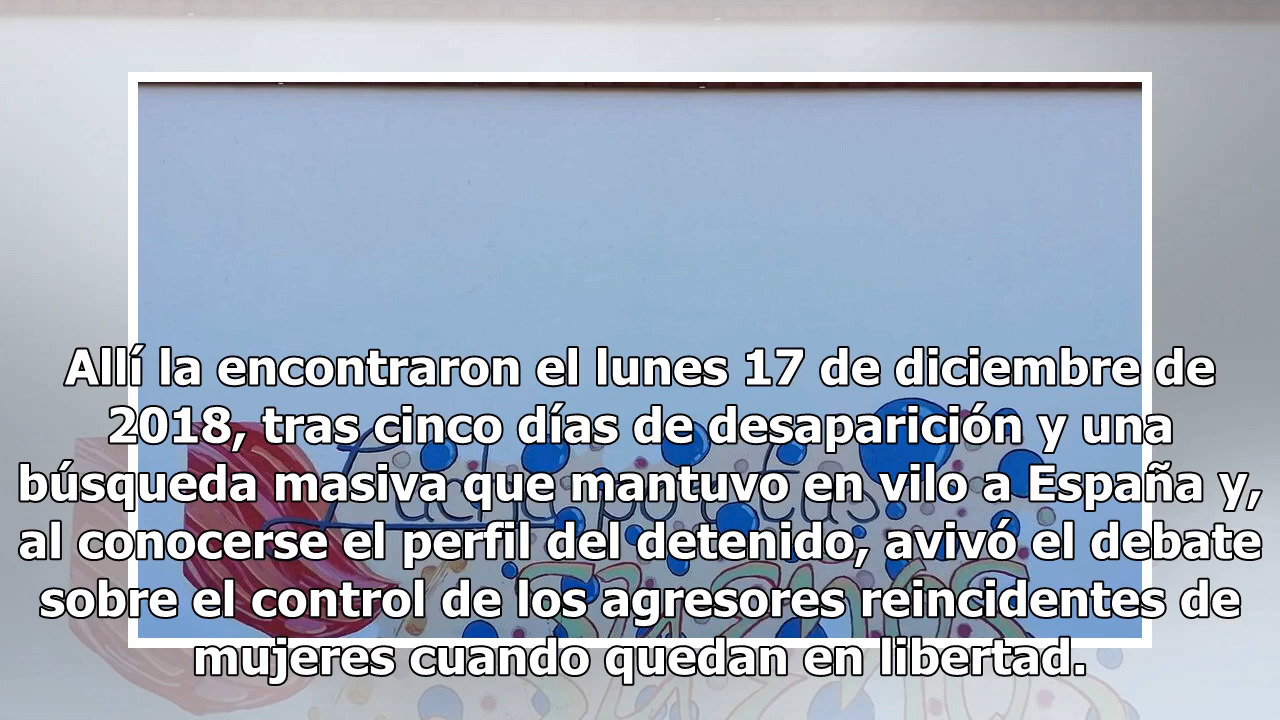 Allí la encontraron el lunes 17 de diciembre de
2018, tras cinco días de desaparición y una
búsqueda masiva que mantuvo en vilo a España y,
al conocerse el perfil del detenido, avivó el debate
sobre el control de los agresores reincidentes de
mujeres cuando quedan en libertad.